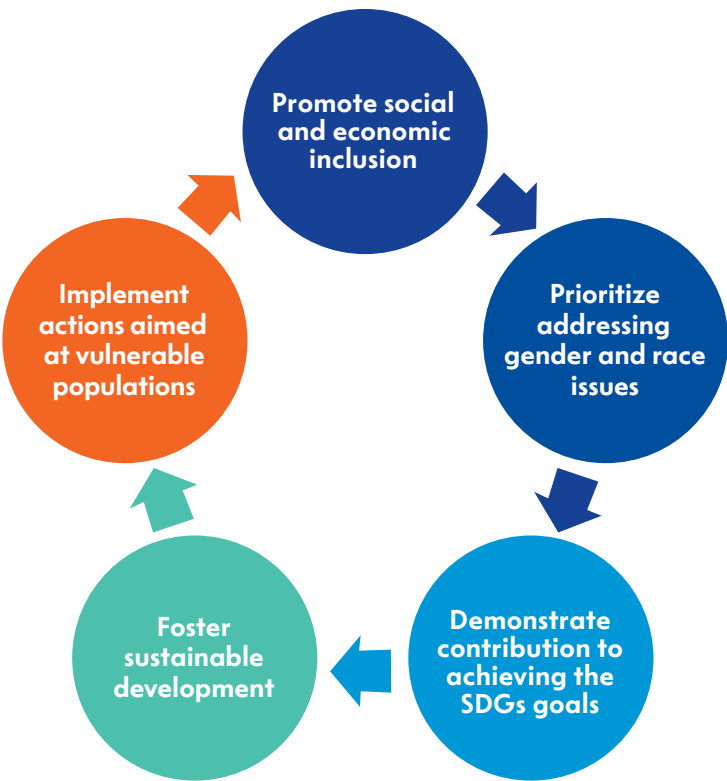 Promote social
and economic
inclusion
Prioritize
addressing
gender and race
issues
Demonstrate
contribution to
achieving the
SDGs goals
Foster
sustainable
development
Implement
actions aimed
at vulnerable
populations